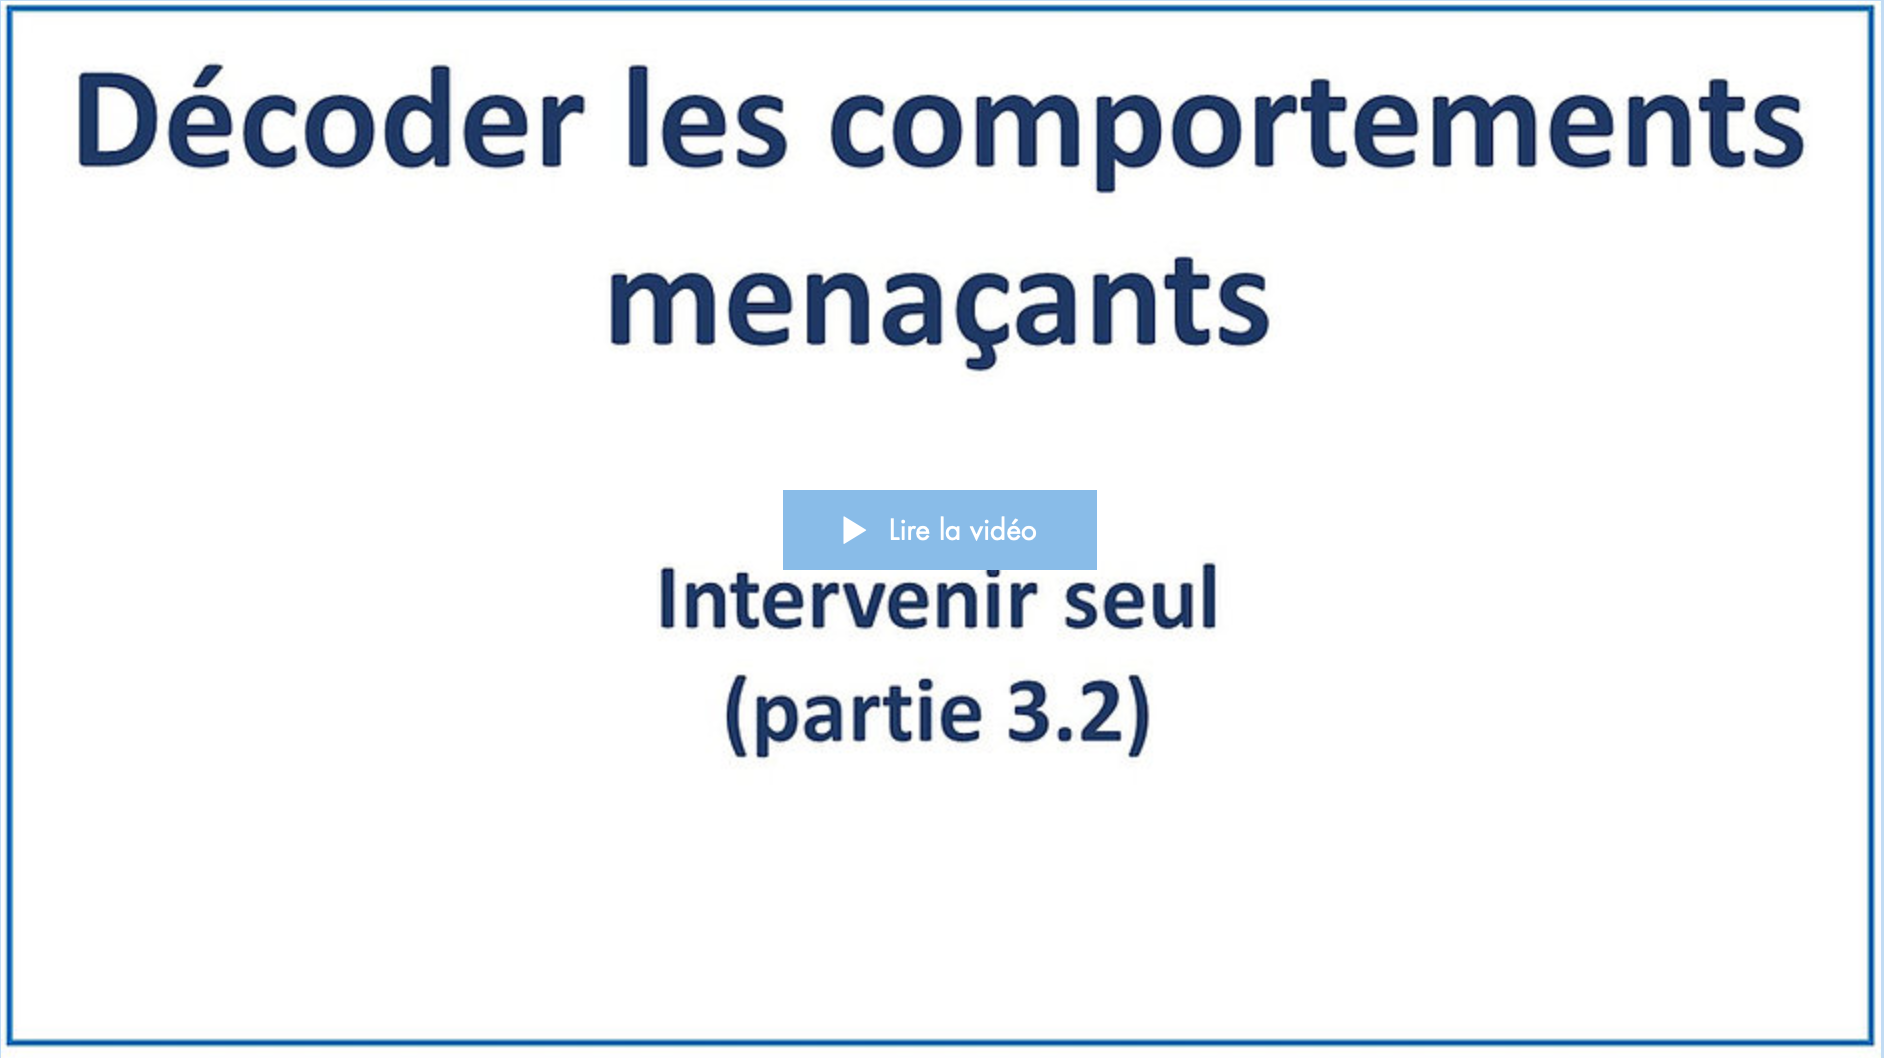 Décoder les comportements
menaçants
Lire la vidéo
Intervenir seul
(partie 3.2)